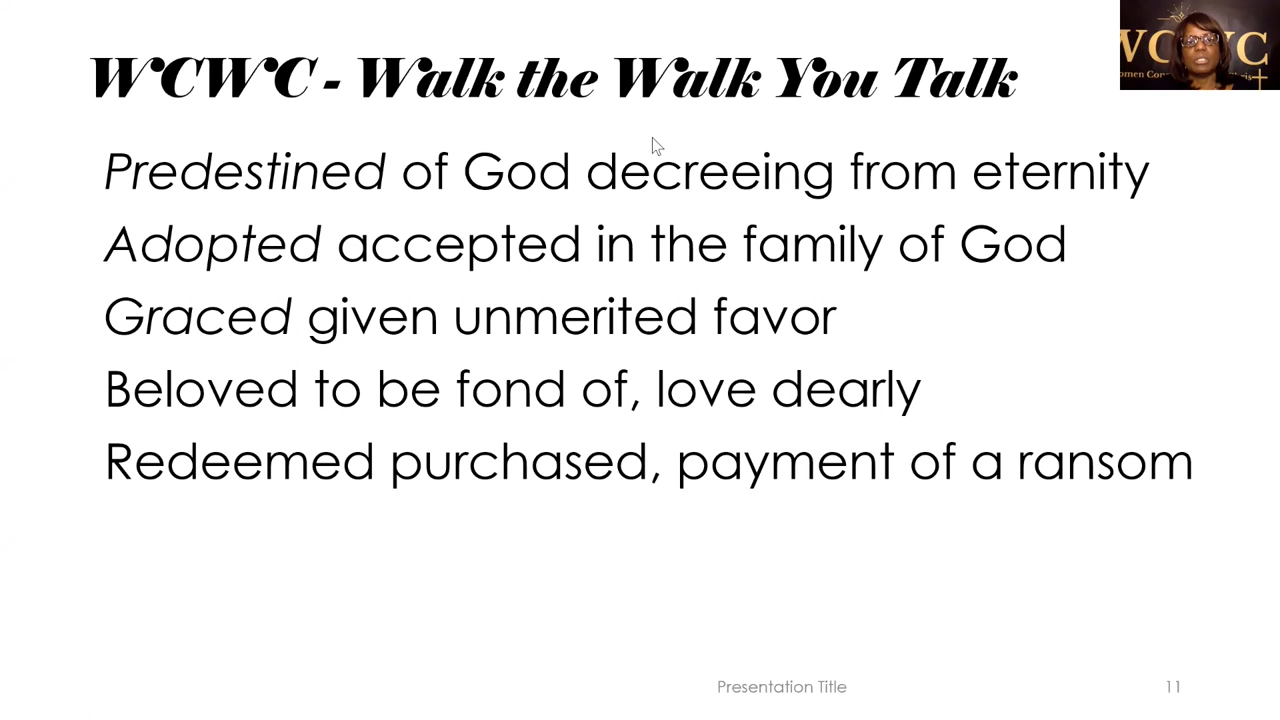 WCWC - Walk the Walk You Talk
Predestined of God decreeing from eternity
Adopted accepted in the family of God
Graced given unmerited favor
Beloved to be fond of, love dearly
Redeemed purchased, payment of a ransom
Presentation Title
11